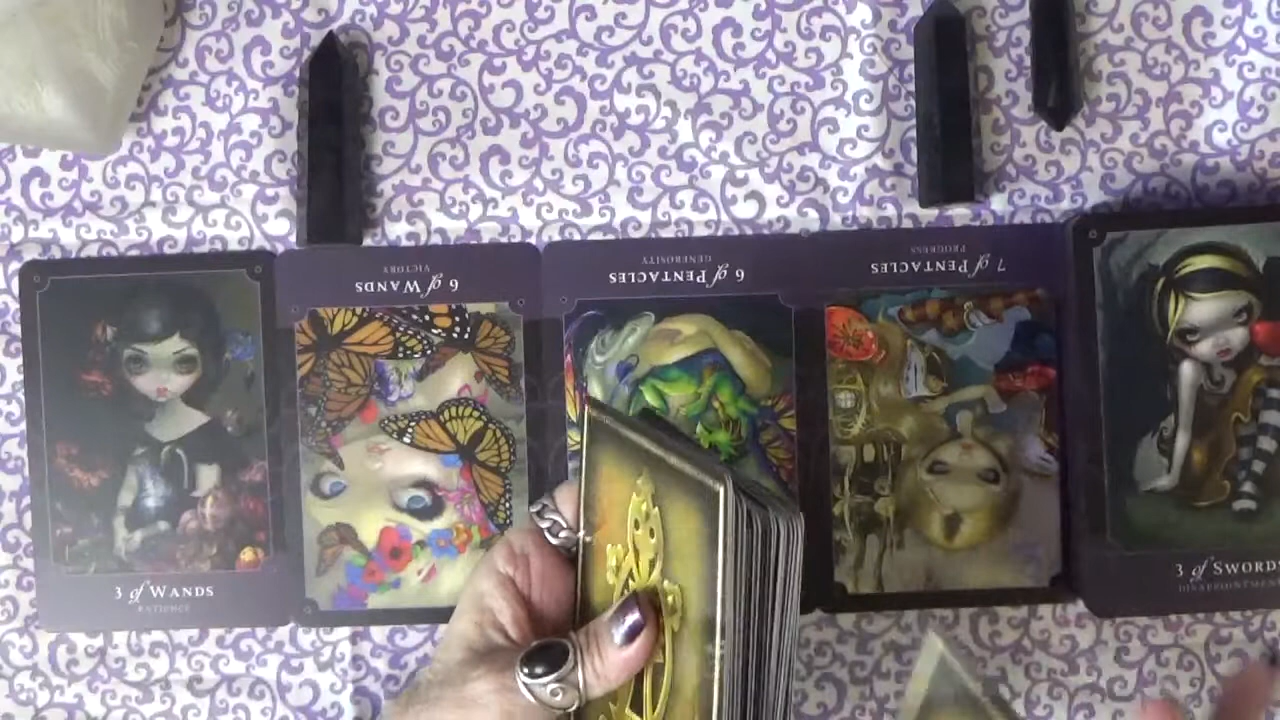 3 of WANDS
PATIENCE
6 of WANDS
VICTORY
6 of PENTACLES
GENEROSITY
7 of PENTACLES
PROGRESS
3 of SWORDS
DISAPPOINTMEN